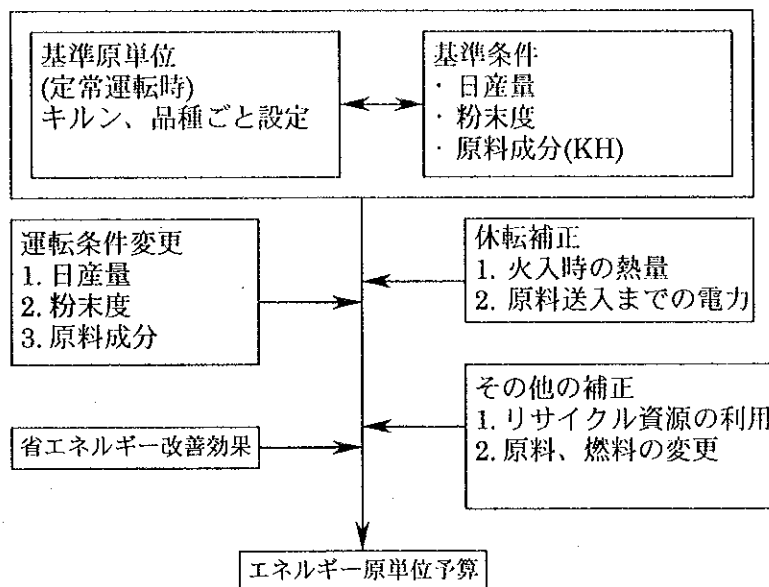 基準原単位
(定常運転時)
キルン、品種ごと設定
基準条件
· 日産量
· 粉末度
· 原料成分(KH)
運転条件変更
1. 日産量
2. 粉末度
3. 原料成分
休転補正
1. 火入時の熱量
2. 原料送入までの電力
その他の補正
1. リサイクル資源の利用
2. 原料、燃料の変更
省エネルギー改善効果
エネルギー原単位予算